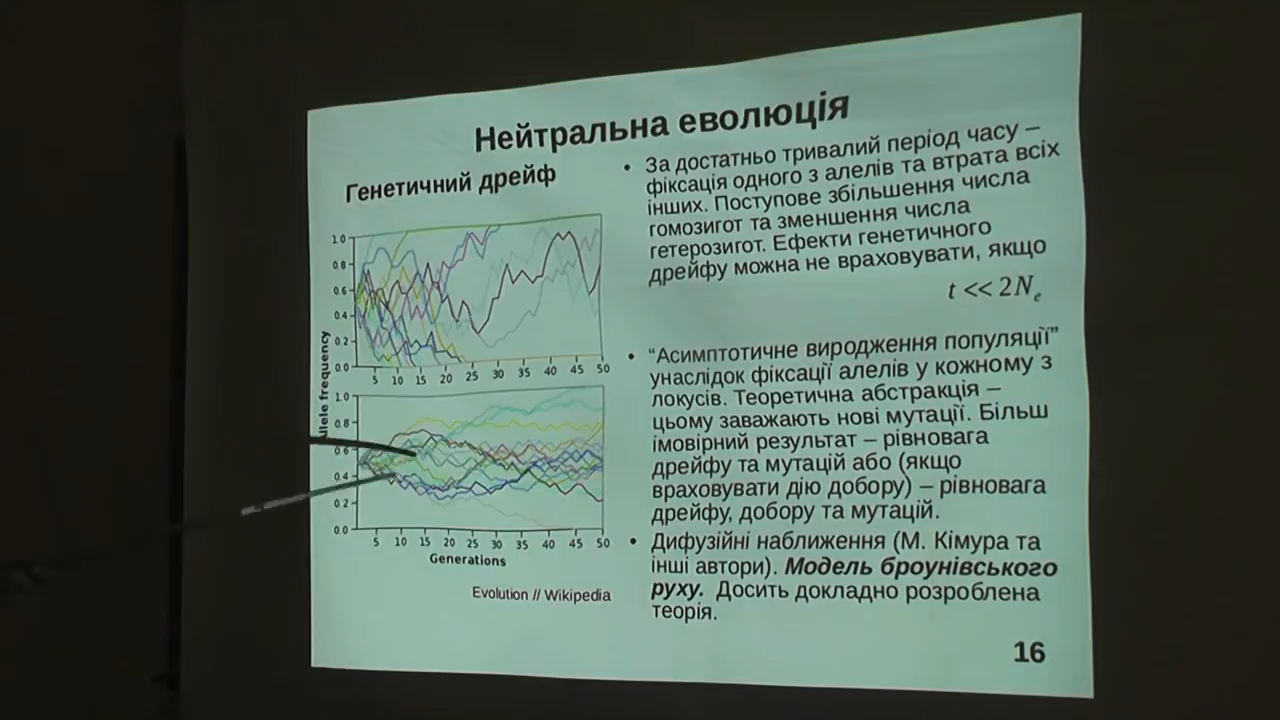 Нейтральна еволюція
Генетичний дрейф
1.0
0.8
0.6
0.4
0.2
0.0
5 10 15 20 25 30 35 40 45 50
Allele frequency
1.0
0.8
0.6
0.4
0.2
0.0
5 10 15 20 25 30 35 40 45 50
Generations
Evolution // Wikipedia
• За достатньо тривалий період часу –
фіксація одного з алелів та втрата всіх
інших. Поступове збільшення числа
гомозигот та зменшення числа
гетерозигот. Ефекти генетичного
дрейфу можна не враховувати, якщо
t << 2Nₑ
• “Асимптотичне виродження популяції”
унаслідок фіксації алелів у кожному з
локусів. Теоретична абстракція –
цьому заважають нові мутації. Більш
імовірний результат – рівновага
дрейфу та мутацій або (якщо
враховувати дію добору) – рівновага
дрейфу, добору та мутацій.
• Дифузійні наближення (М. Кімура та
інші автори). Модель броунівського
руху. Досить докладно розроблена
теорія.
16